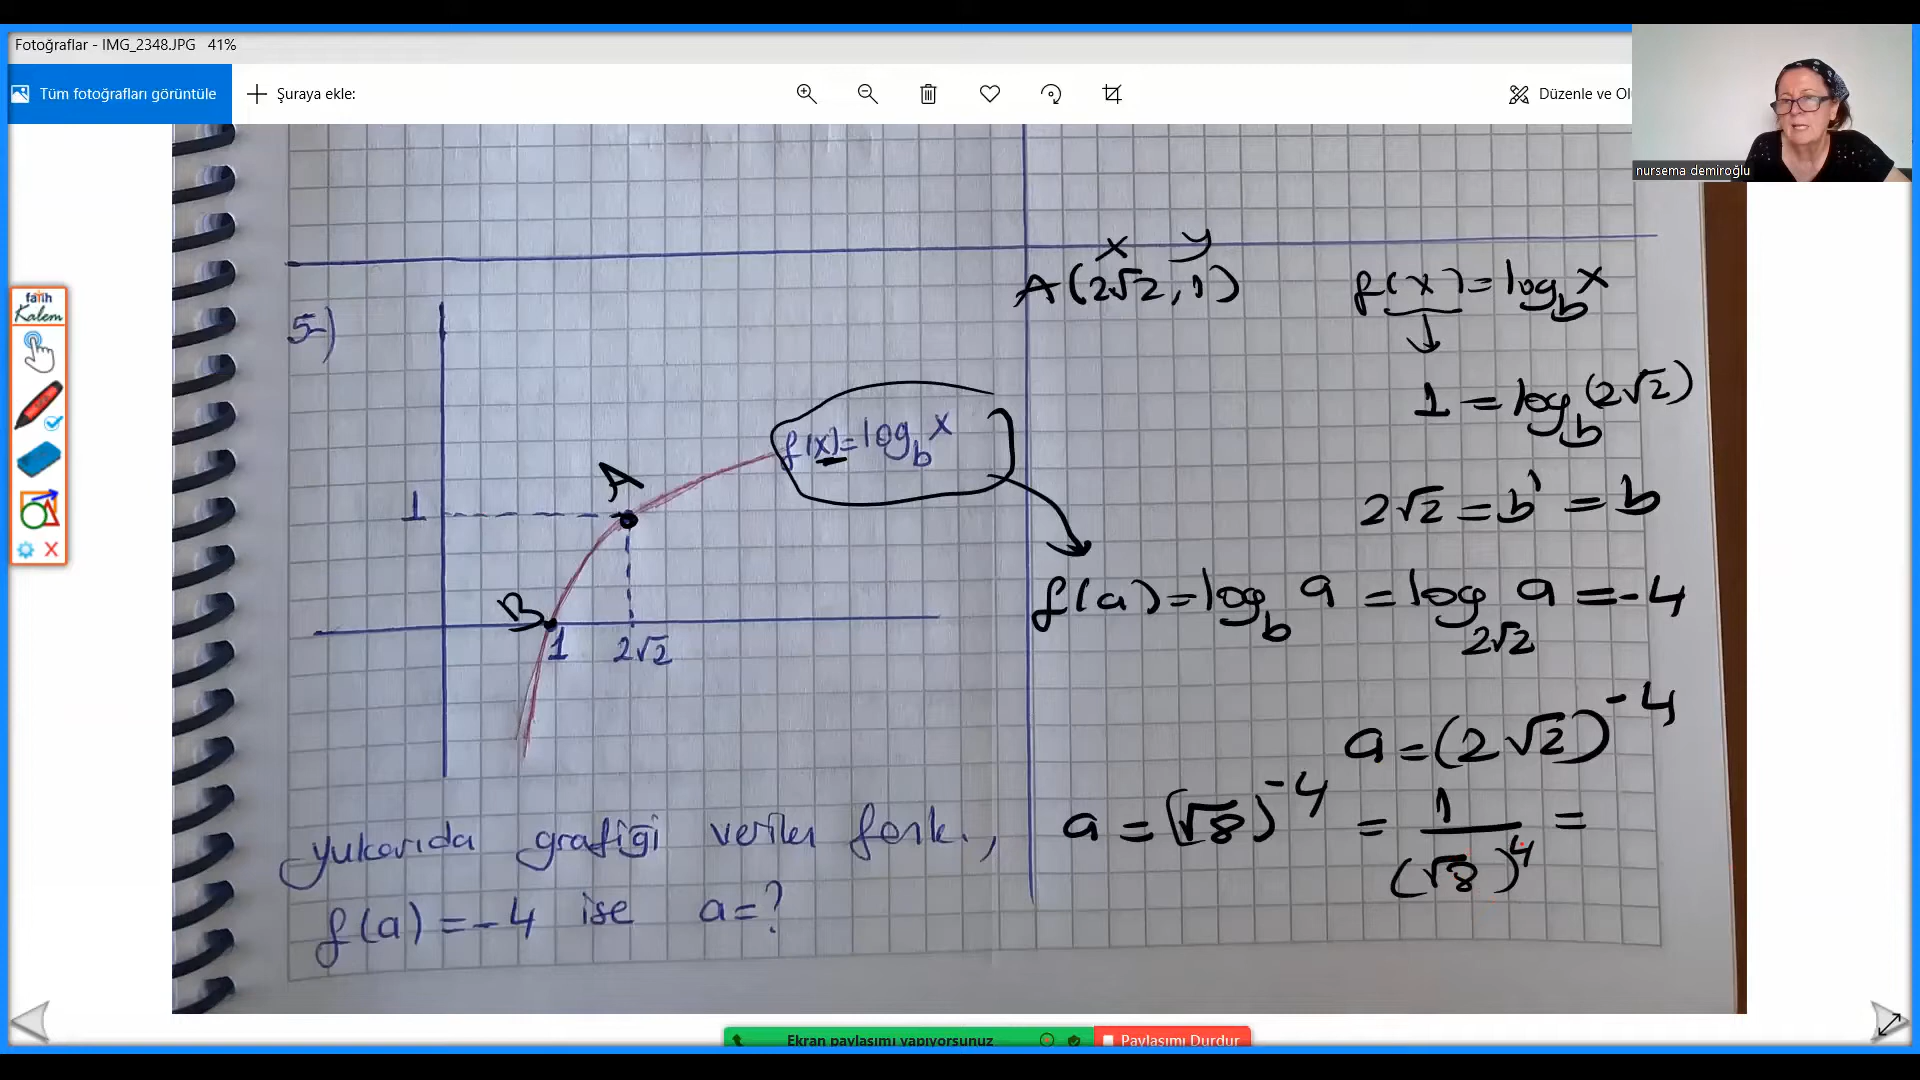 Fotoğraflar - IMG_2348.JPG 41%
Tüm fotoğrafları görüntüle
Şuraya ekle:
Düzenle ve Ol
nursema demiroğlu
fatih
Kalem
5-)
1
A
B
1
2√2
f(x)=log_b x
yukarıda grafiği verilen fonk.,
f(a)=-4 ise a=?
x y
A(2√2,1)
f(x)=log_b x
1=log_b(2√2)
2√2=b¹=b
f(a)=log_b a=log_2√2 a=-4
a=(2√2)⁻⁴
a=(√8)⁻⁴=1/(√8)⁴=
Ekran paylaşımı yapıyorsunuz
Paylaşımı Durdur